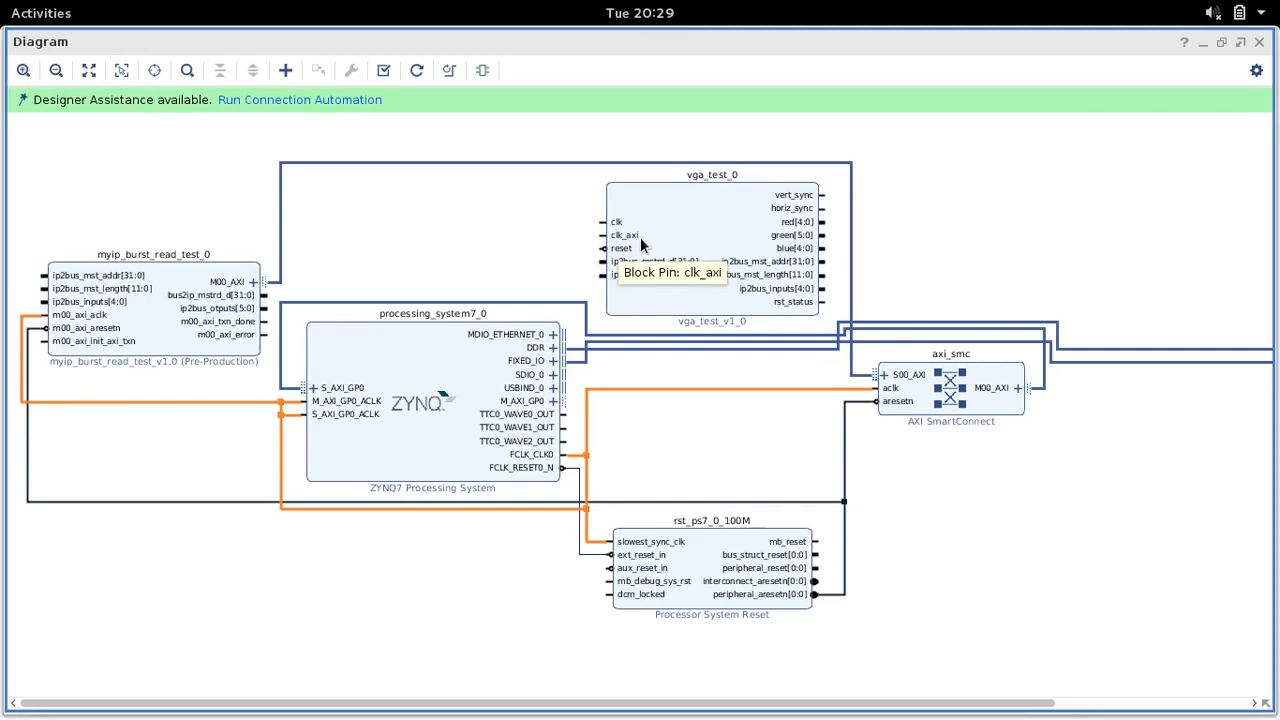 Activities
Tue 20:29
Diagram
Designer Assistance available. Run Connection Automation
vga_test_0
vert_sync
horiz_sync
clk
red[4:0]
clk_axi
green[5:0]
reset
blue[4:0]
ip2bus_mst_addr[31:0]
bus_mst_length[11:0]
ip2bus_inputs[4:0]
rst_status
vga_test_v1_0
Block Pin: clk_axi
myip_burst_read_test_0
ip2bus_mst_addr[31:0]
ip2bus_mst_length[11:0]
ip2bus_inputs[4:0]
m00_axi_aclk
m00_axi_aresetn
m00_axi_init_axi_txn
M00_AXI
bus2ip_mstrd_d[31:0]
ip2bus_otputs[5:0]
m00_axi_txn_done
m00_axi_error
myip_burst_read_test_v1.0 (Pre-Production)
processing_system7_0
MDIO_ETHERNET_0
DDR
FIXED_IO
SDIO_0
USBIND_0
M_AXI_GP0
TTC0_WAVE0_OUT
TTC0_WAVE1_OUT
TTC0_WAVE2_OUT
FCLK_CLK0
FCLK_RESET0_N
S_AXI_GP0
M_AXI_GP0_ACLK
S_AXI_GP0_ACLK
ZYNQ
ZYNQ7 Processing System
axi_smc
S00_AXI
aclk
aresetn
M00_AXI
AXI SmartConnect
rst_ps7_0_100M
slowest_sync_clk
ext_reset_in
aux_reset_in
mb_debug_sys_rst
dcm_locked
mb_reset
bus_struct_reset[0:0]
peripheral_reset[0:0]
interconnect_aresetn[0:0]
peripheral_aresetn[0:0]
Processor System Reset